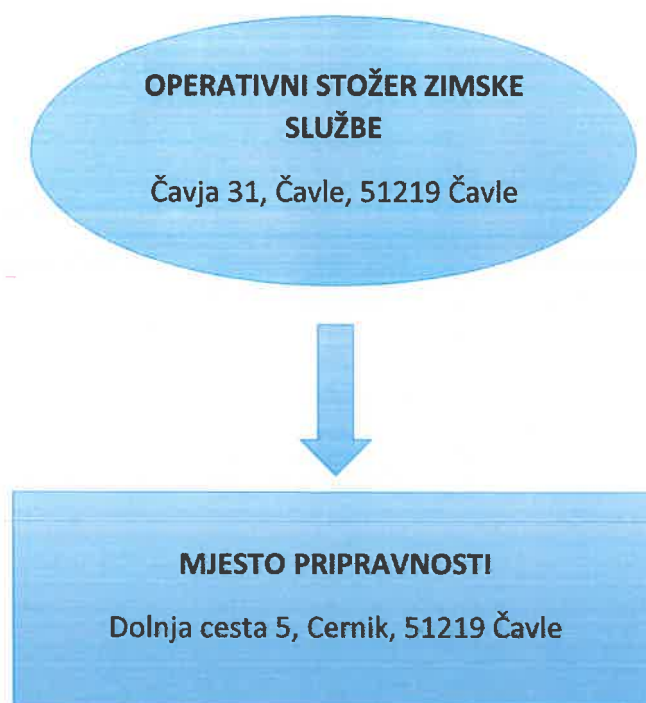 OPERATIVNI STOŽER ZIMSKE
SLUŽBE
Čavja 31, Čavle, 51219 Čavle
MJESTO PRIPRAVNOSTI
Dolnja cesta 5, Cernik, 51219 Čavle